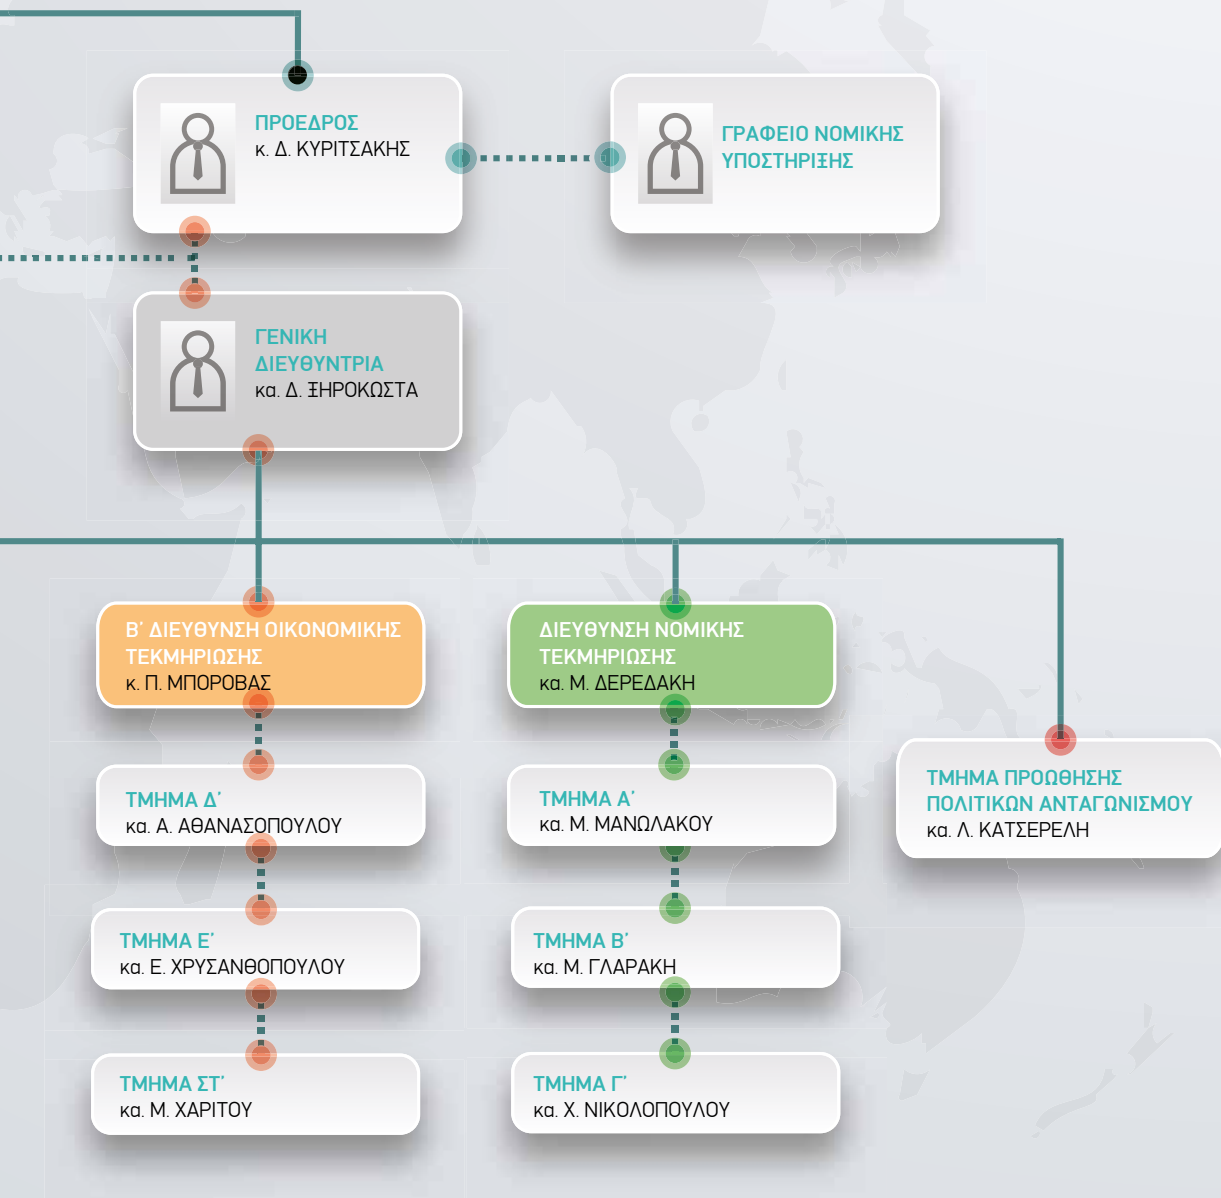 ΠΡΟΕΔΡΟΣ
κ. Δ. ΚΥΡΙΤΣΑΚΗΣ
ΓΡΑΦΕΙΟ ΝΟΜΙΚΗΣ
ΥΠΟΣΤΗΡΙΞΗΣ
ΓΕΝΙΚΗ
ΔΙΕΥΘΥΝΤΡΙΑ
κα. Δ. ΞΗΡΟΚΩΣΤΑ
Β΄ ΔΙΕΥΘΥΝΣΗ ΟΙΚΟΝΟΜΙΚΗΣ
ΤΕΚΜΗΡΙΩΣΗΣ
κ. Π. ΜΠΟΡΟΒΑΣ
ΤΜΗΜΑ Δ΄
κα. Α. ΑΘΑΝΑΣΟΠΟΥΛΟΥ
ΤΜΗΜΑ Ε΄
κα. Ε. ΧΡΥΣΑΝΘΟΠΟΥΛΟΥ
ΤΜΗΜΑ ΣΤ΄
κα. Μ. ΧΑΡΙΤΟΥ
ΔΙΕΥΘΥΝΣΗ ΝΟΜΙΚΗΣ
ΤΕΚΜΗΡΙΩΣΗΣ
κα. Μ. ΔΕΡΕΔΑΚΗ
ΤΜΗΜΑ Α΄
κα. Μ. ΜΑΝΩΛΑΚΟΥ
ΤΜΗΜΑ Β΄
κα. Μ. ΓΛΑΡΑΚΗ
ΤΜΗΜΑ Γ΄
κα. Χ. ΝΙΚΟΛΟΠΟΥΛΟΥ
ΤΜΗΜΑ ΠΡΟΩΘΗΣΗΣ
ΠΟΛΙΤΙΚΩΝ ΑΝΤΑΓΩΝΙΣΜΟΥ
κα. Λ. ΚΑΤΣΕΡΕΛΗ